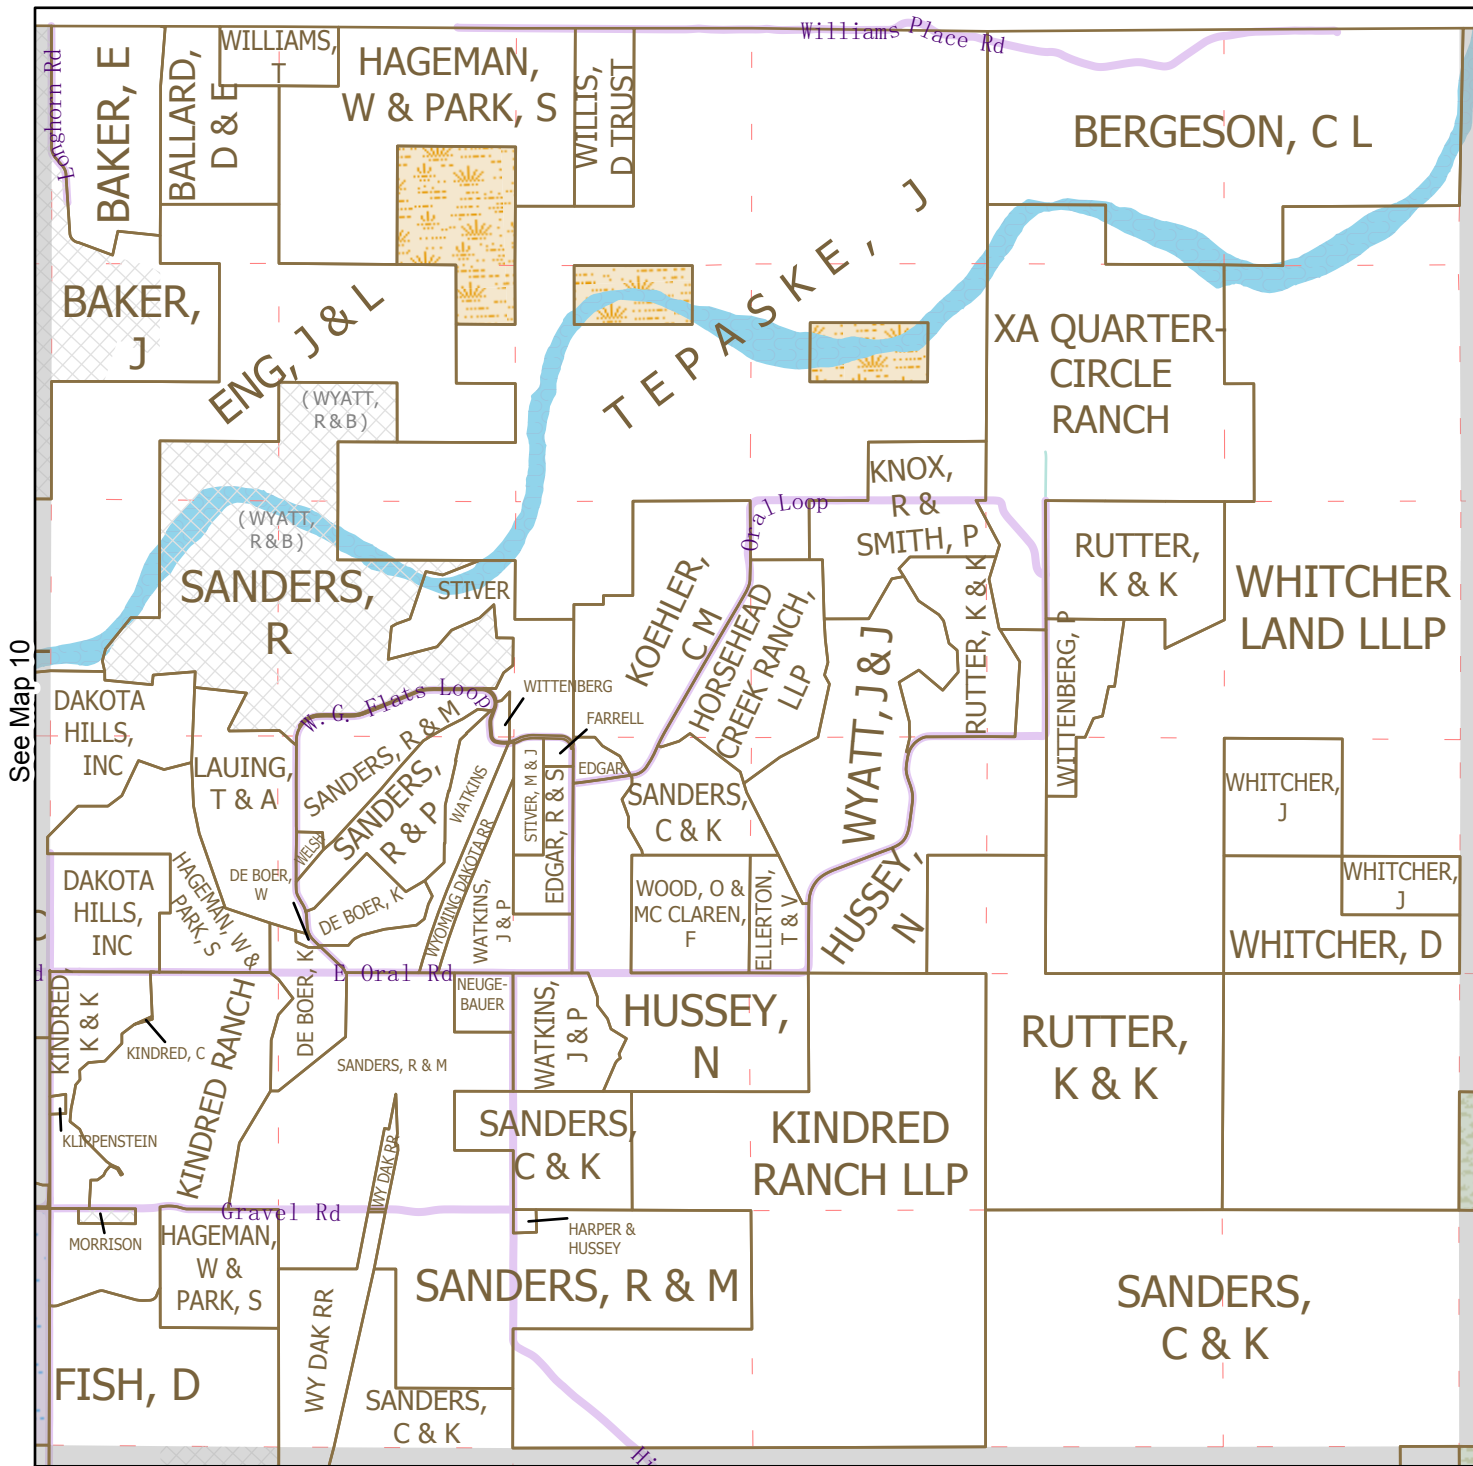 Williams Place Rd
Longhorn Rd
BAKER, E
BALLARD,
D & E
WILLIAMS,
T
HAGEMAN,
W & PARK, S
WILLIS,
D TRUST
BERGESON, C L
TEPASKE, J
BAKER,
J
ENG, J & L
(WYATT,
R&B)
XA QUARTER-
CIRCLE
RANCH
(WYATT,
R&B)
KNOX,
R &
SMITH, P
Oral Loop
SANDERS,
R
STIVER
KOEHLER,
C M
HORSEHEAD
CREEK RANCH,
LLP
WYATT, J & J
RUTTER, K & K
RUTTER,
K & K
WHITCHER
LAND LLLP
WITTENBERG, P
See Map 10
DAKOTA
HILLS,
INC
W. G. Flats Loop
WITTENBERG
FARRELL
EDGAR
LAUING,
T & A
SANDERS, R & M
SANDERS,
R & P
WATKINS
STIVER, M & J
EDGAR, R & S
SANDERS,
C & K
WHITCHER,
J
WELSH
WYOMING DAKOTA RR
WATKINS,
J & P
DAKOTA
HILLS,
INC
HAGEMAN, W &
PARK, S
DE BOER,
W
DE BOER, K
WOOD, O &
MC CLAREN,
F
ELLERTON,
T & V
HUSSEY,
N
WHITCHER,
J
WHITCHER, D
d
E Oral Rd
KINDRED,
K & K
KINDRED, C
KINDRED RANCH
DE BOER, K
NEUGE-
BAUER
WATKINS,
J & P
HUSSEY,
N
RUTTER,
K & K
SANDERS, R & M
KLIPPENSTEIN
WY DAK RR
SANDERS,
C & K
KINDRED
RANCH LLP
Gravel Rd
MORRISON
HAGEMAN,
W &
PARK, S
HARPER &
HUSSEY
SANDERS, R & M
SANDERS,
C & K
WY DAK RR
FISH, D
SANDERS,
C & K
Hi